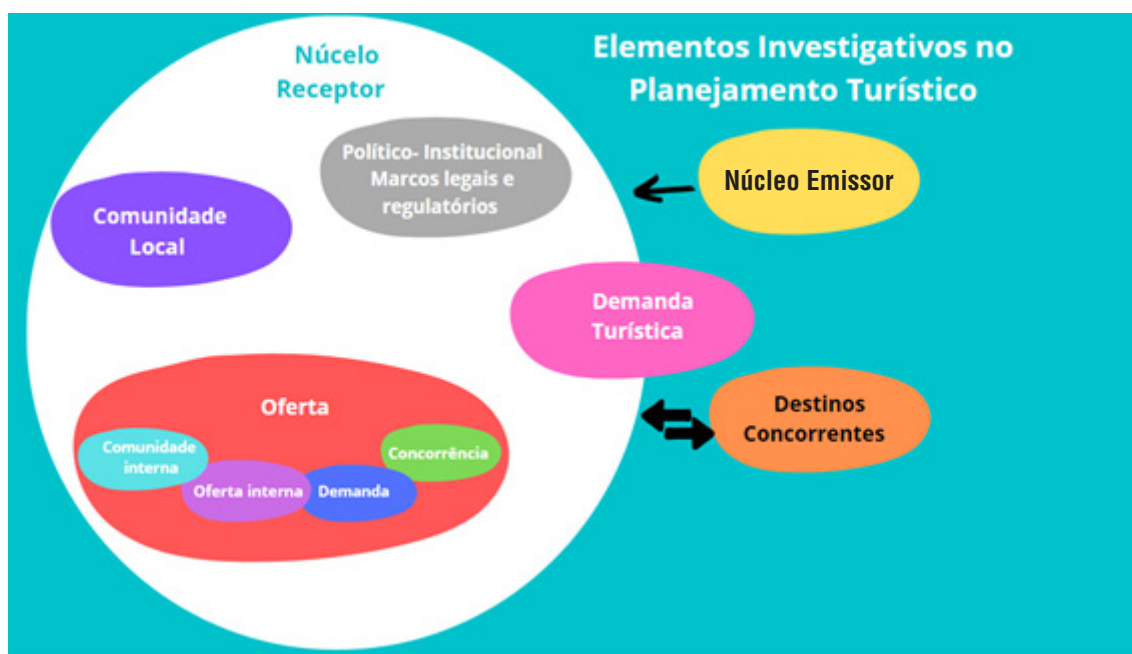 Núcelo
Receptor
Elementos Investigativos no
Planejamento Turístico
Político- Institucional
Marcos legais e
regulatórios
Núcleo Emissor
Comunidade
Local
Demanda
Turística
Oferta
Destinos
Concorrentes
Comunidade
interna
Concorrência
Oferta interna
Demanda